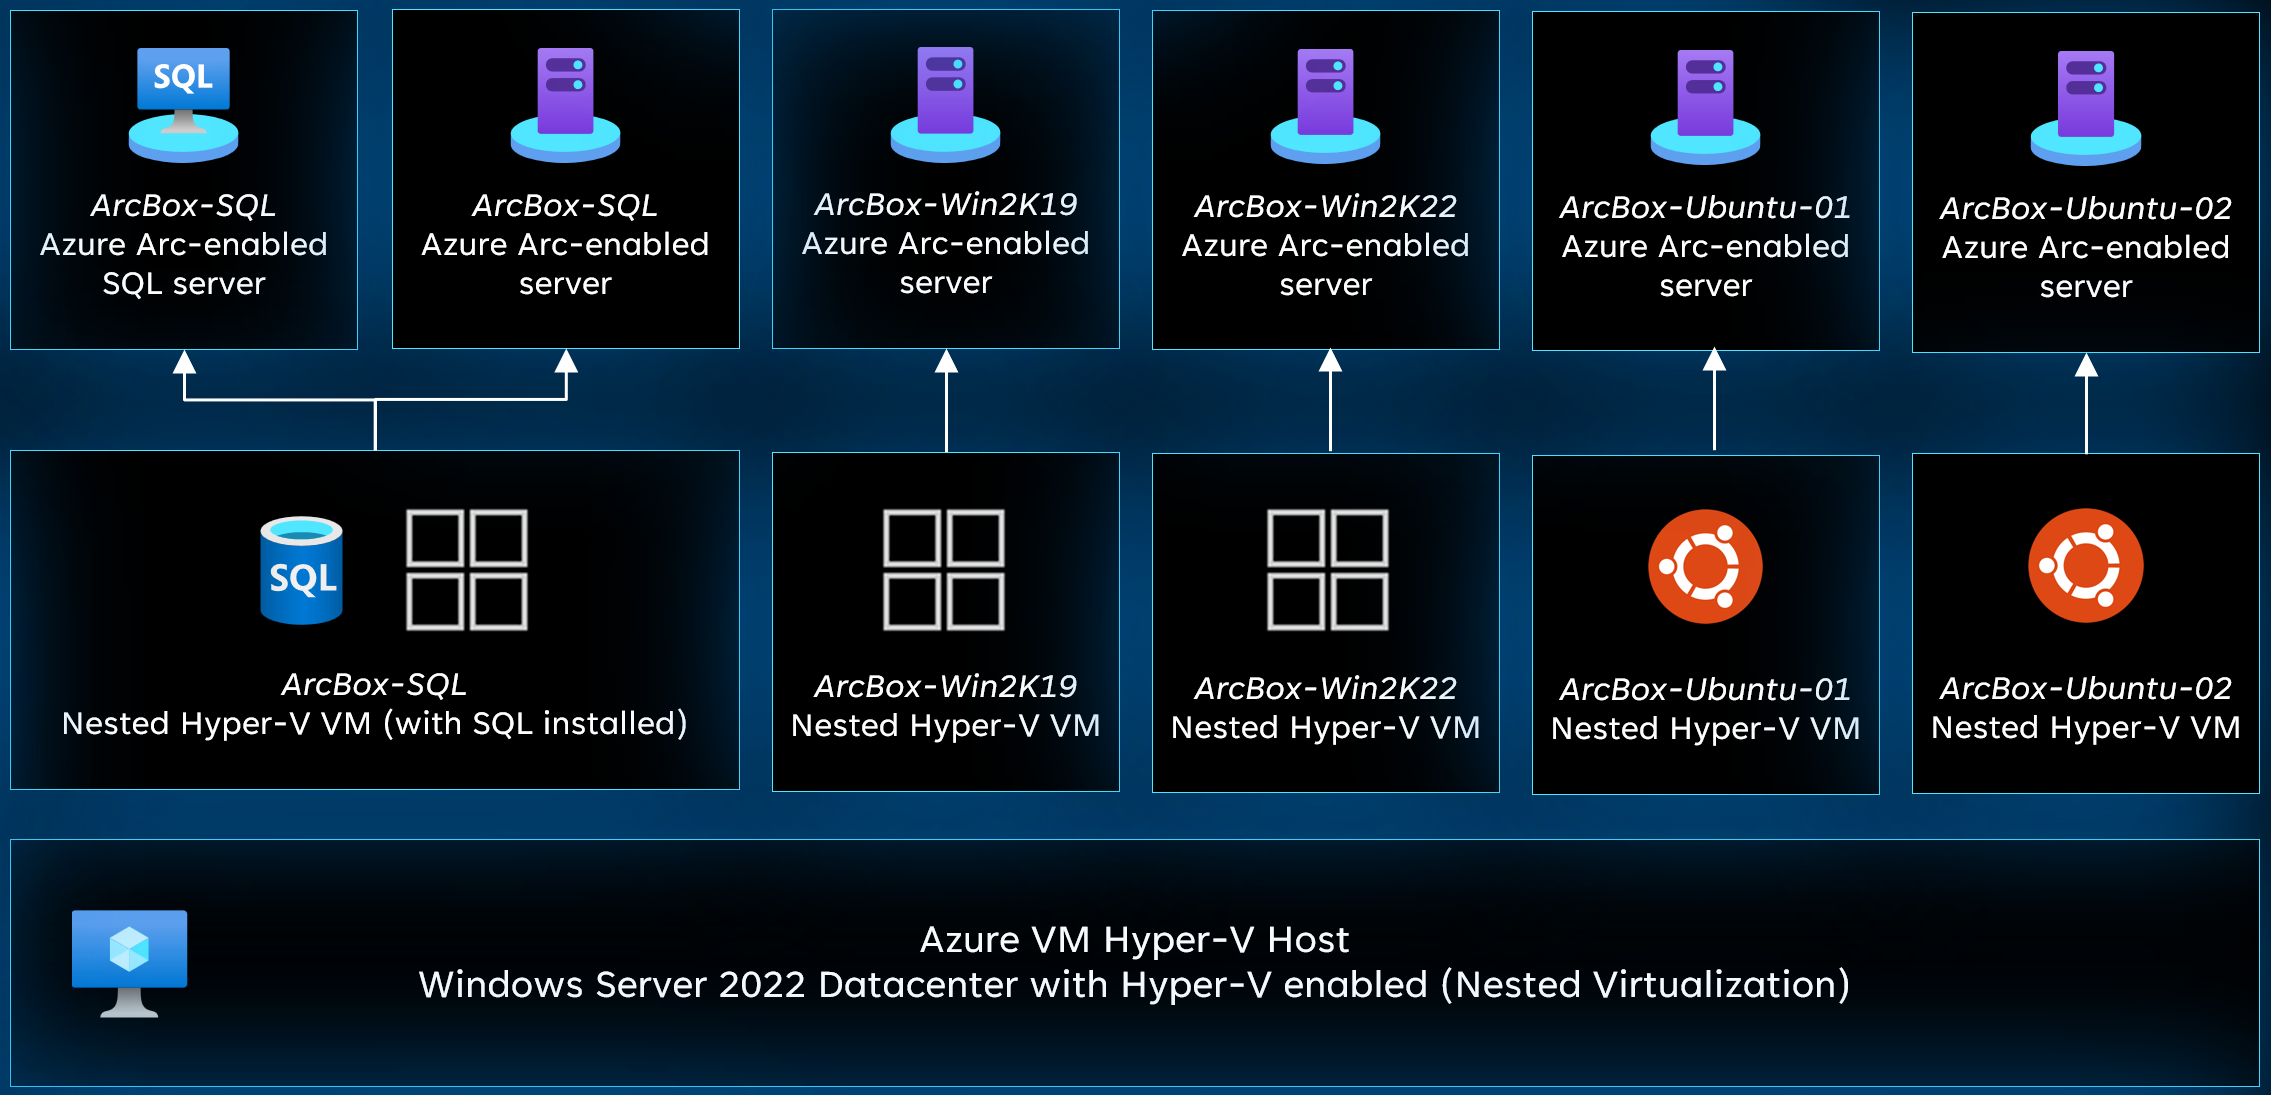 SQL
ArcBox-SQL
Azure Arc-enabled
SQL server
ArcBox-SQL
Azure Arc-enabled
server
ArcBox-Win2K19
Azure Arc-enabled
server
ArcBox-Win2K22
Azure Arc-enabled
server
ArcBox-Ubuntu-01
Azure Arc-enabled
server
ArcBox-Ubuntu-02
Azure Arc-enabled
server
SQL
ArcBox-SQL
Nested Hyper-V VM (with SQL installed)
ArcBox-Win2K19
Nested Hyper-V VM
ArcBox-Win2K22
Nested Hyper-V VM
ArcBox-Ubuntu-01
Nested Hyper-V VM
ArcBox-Ubuntu-02
Nested Hyper-V VM
Azure VM Hyper-V Host
Windows Server 2022 Datacenter with Hyper-V enabled (Nested Virtualization)